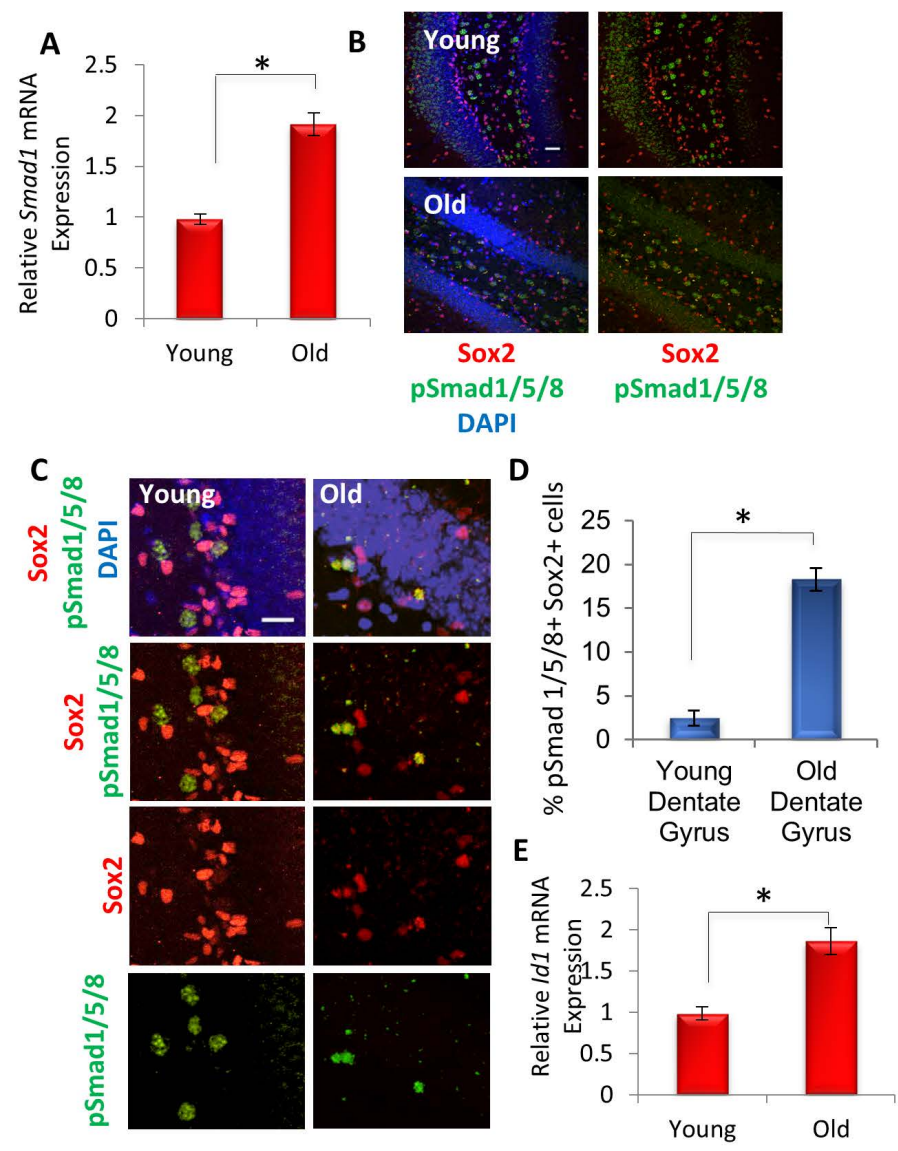 A
Relative Smad1 mRNA
Expression
2.5
2
1.5
1
0.5
0
*
Young
Old
B
Young
Old
Sox2
pSmad1/5/8
DAPI
Sox2
pSmad1/5/8
C
Sox2
pSmad1/5/8
DAPI
Young
Old
Sox2
pSmad1/5/8
Sox2
pSmad1/5/8
D
% pSmad 1/5/8+ Sox2+ cells
25
20
15
10
5
0
*
Young
Dentate
Gyrus
Old
Dentate
Gyrus
E
Relative Id1 mRNA
Expression
2.5
2
1.5
1
0.5
0
*
Young
Old